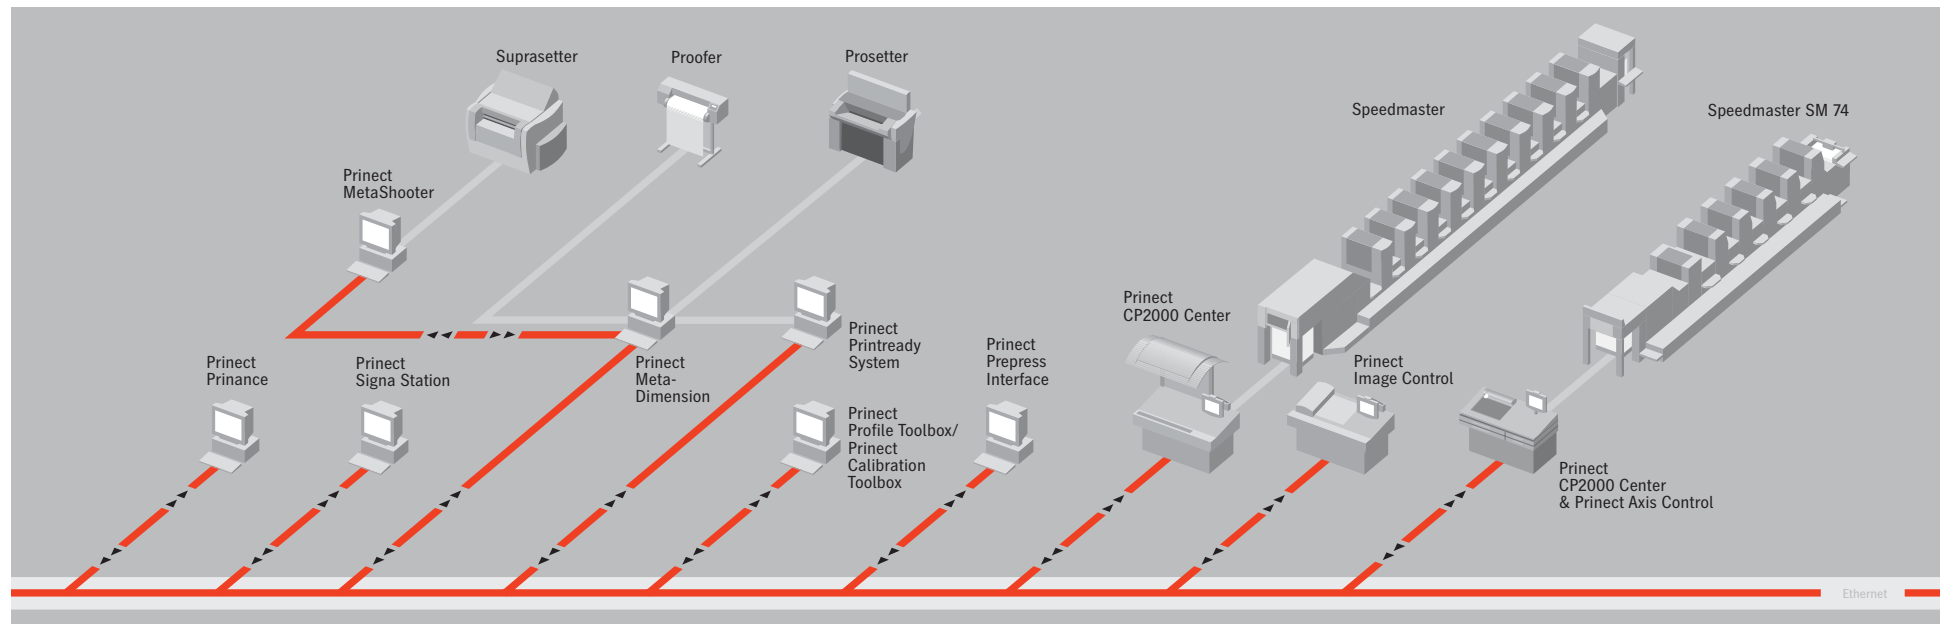 Suprasetter
Proofer
Prosetter
Speedmaster
Speedmaster SM 74
Prinect
MetaShooter
Prinect
CP2000 Center
Prinect
Printready
System
Prinect
Prepress
Interface
Prinect
Prinance
Prinect
Signa Station
Prinect
Meta-
Dimension
Prinect
Image Control
Prinect
Profile Toolbox/
Prinect
Calibration
Toolbox
Prinect
CP2000 Center
& Prinect Axis Control
Ethernet